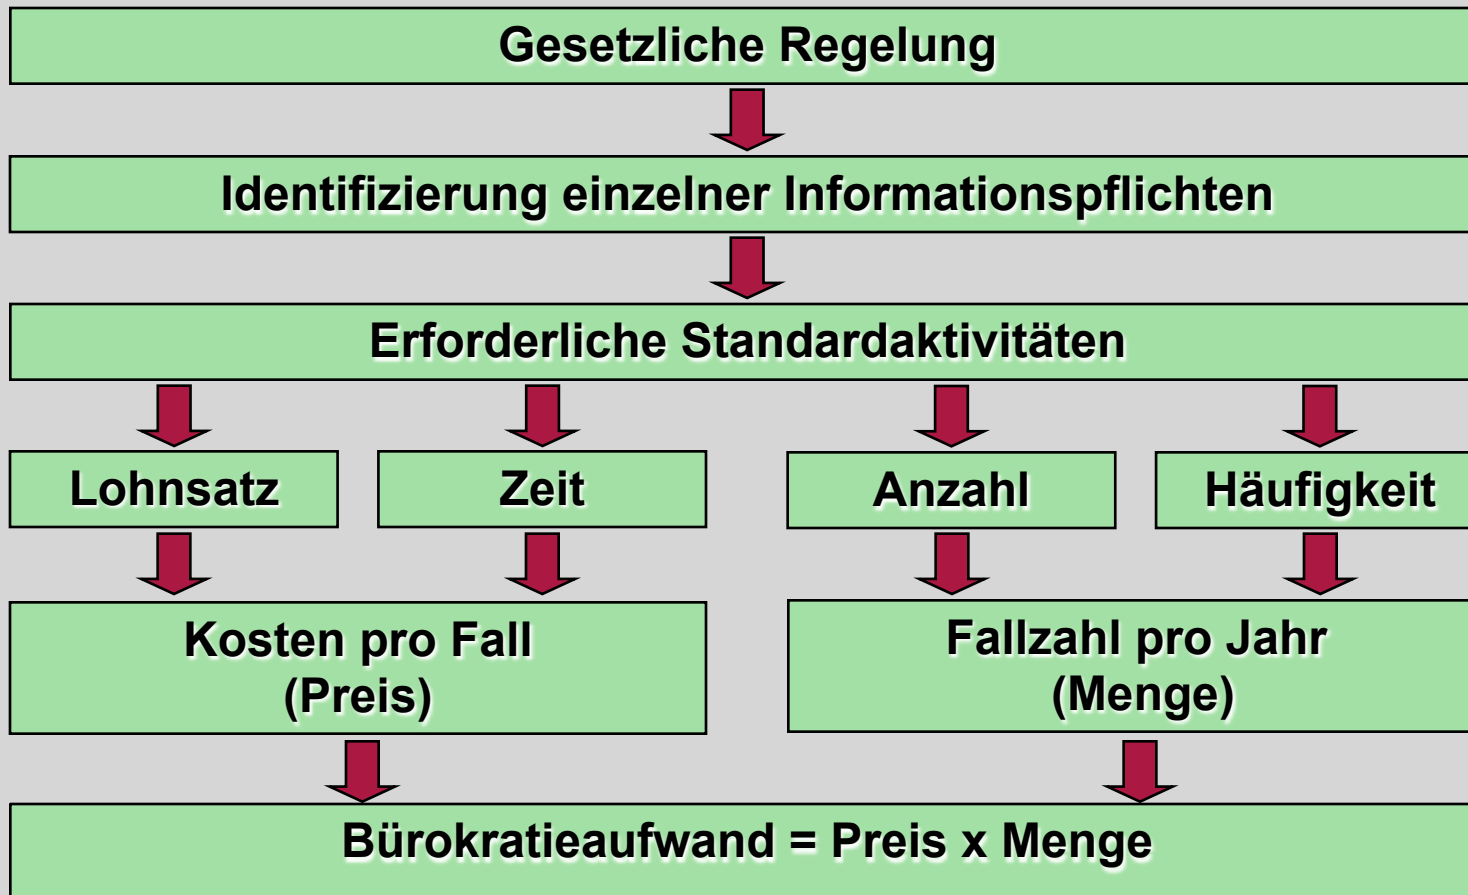 Gesetzliche Regelung
Identifizierung einzelner Informationspflichten
Erforderliche Standardaktivitäten
Lohnsatz
Zeit
Anzahl
Häufigkeit
Kosten pro Fall
(Preis)
Fallzahl pro Jahr
(Menge)
Bürokratieaufwand = Preis x Menge